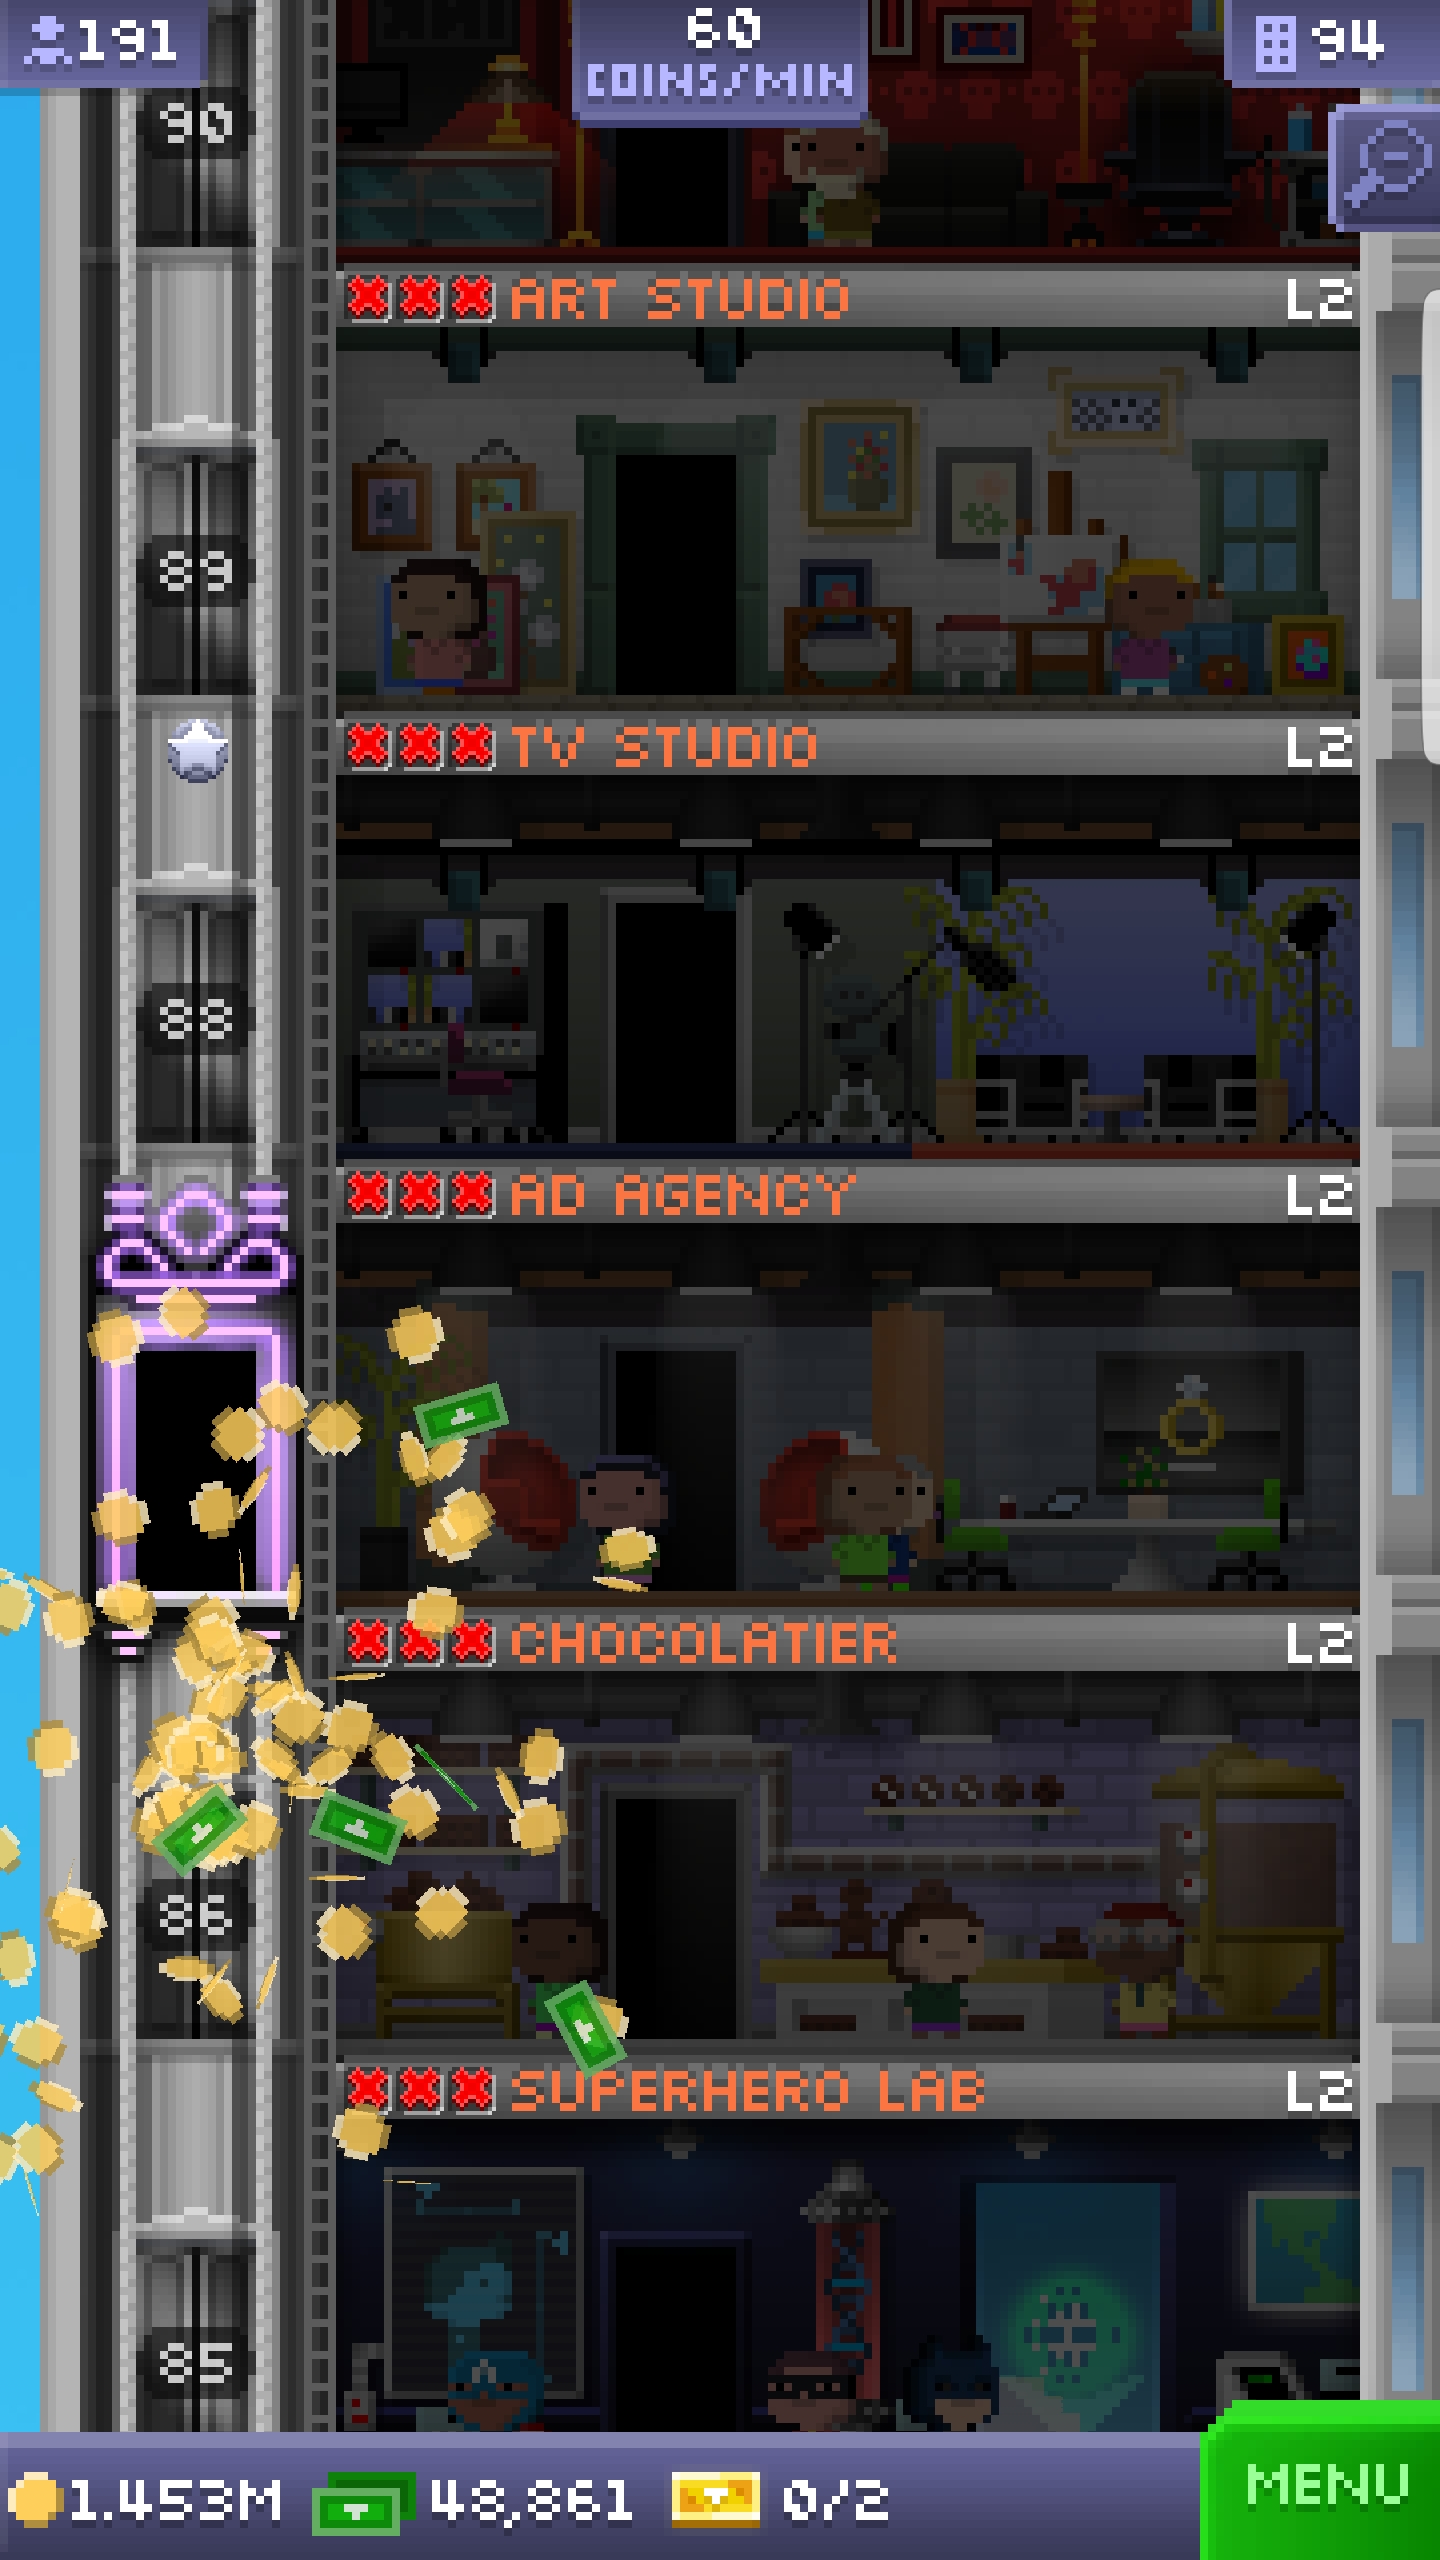 191
60
COINS/MIN
94
90
ART STUDIO L2
89
TV STUDIO L2
88
AD AGENCY L2
CHOCOLATIER L2
86
SUPERHERO LAB L2
85
1.453M 48,861 0/2
MENU